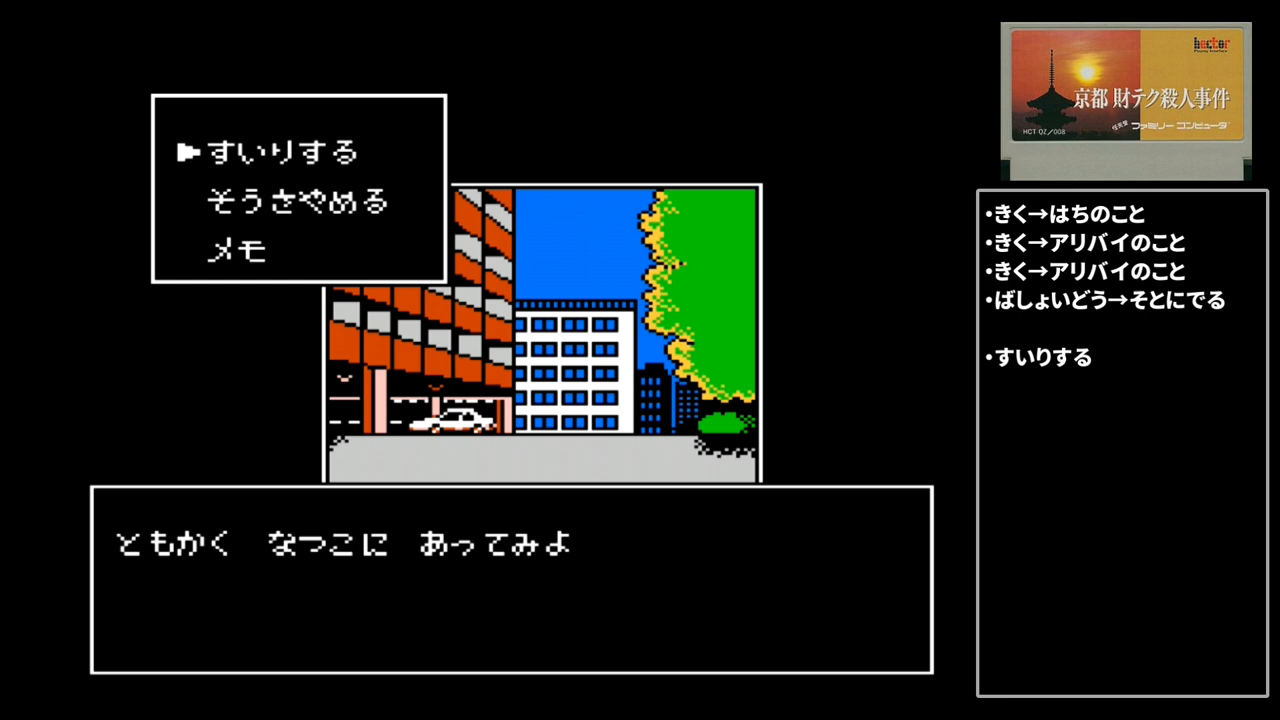 すいりする
そうさやめる
メモ
ともかく なつこに あってみよ
hector
京都 財テク殺人事件
HCT QZ/008
任天堂 ファミリーコンピュータ
・きく→はちのこと
・きく→アリバイのこと
・きく→アリバイのこと
・ばしょいどう→そとにでる
・すいりする